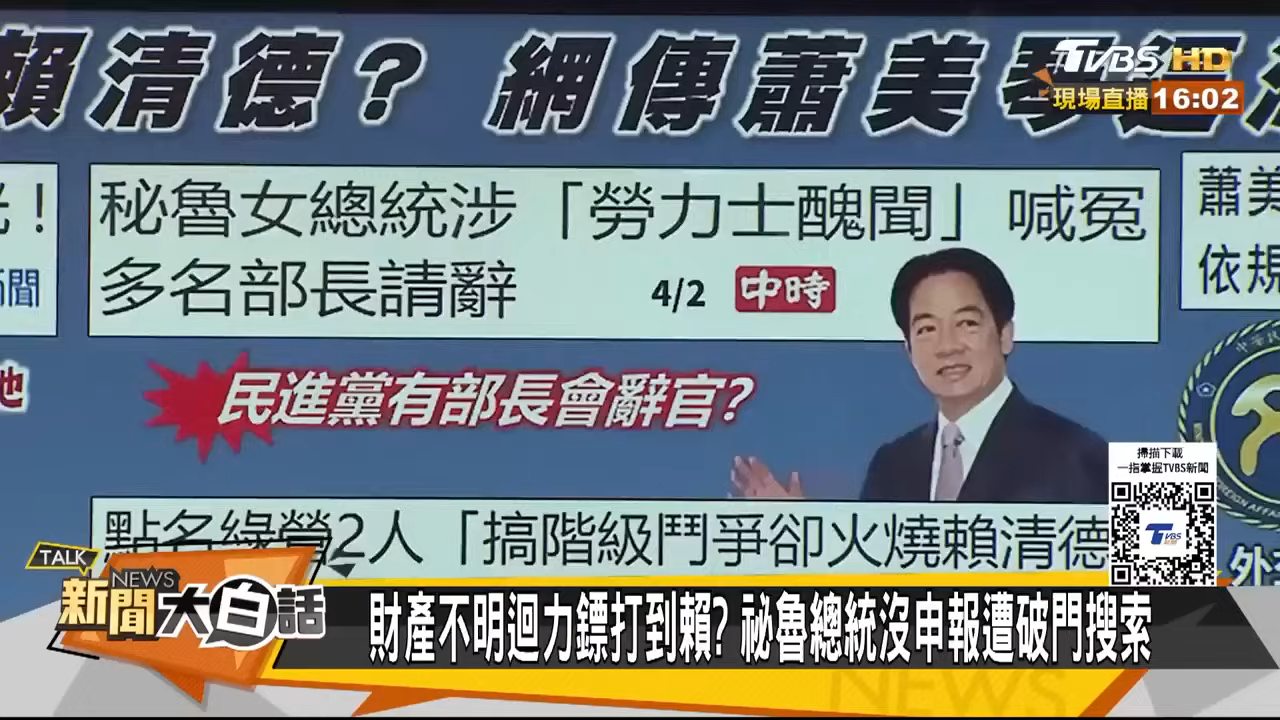 賴清德？ 網傳蕭美琴
TVBS HD
現場直播 16:02
秘魯女總統涉「勞力士醜聞」喊冤
多名部長請辭 4/2 中時
蕭美
依規
聞
民進黨有部長會辭官?
掃描下載
一指掌握TVBS新聞
TVBS
點名綠營2人「搞階級鬥爭卻火燒賴清德
TALK
NEWS
新聞大白話
財產不明迴力鏢打到賴? 祕魯總統沒申報遭破門搜索
NEWS